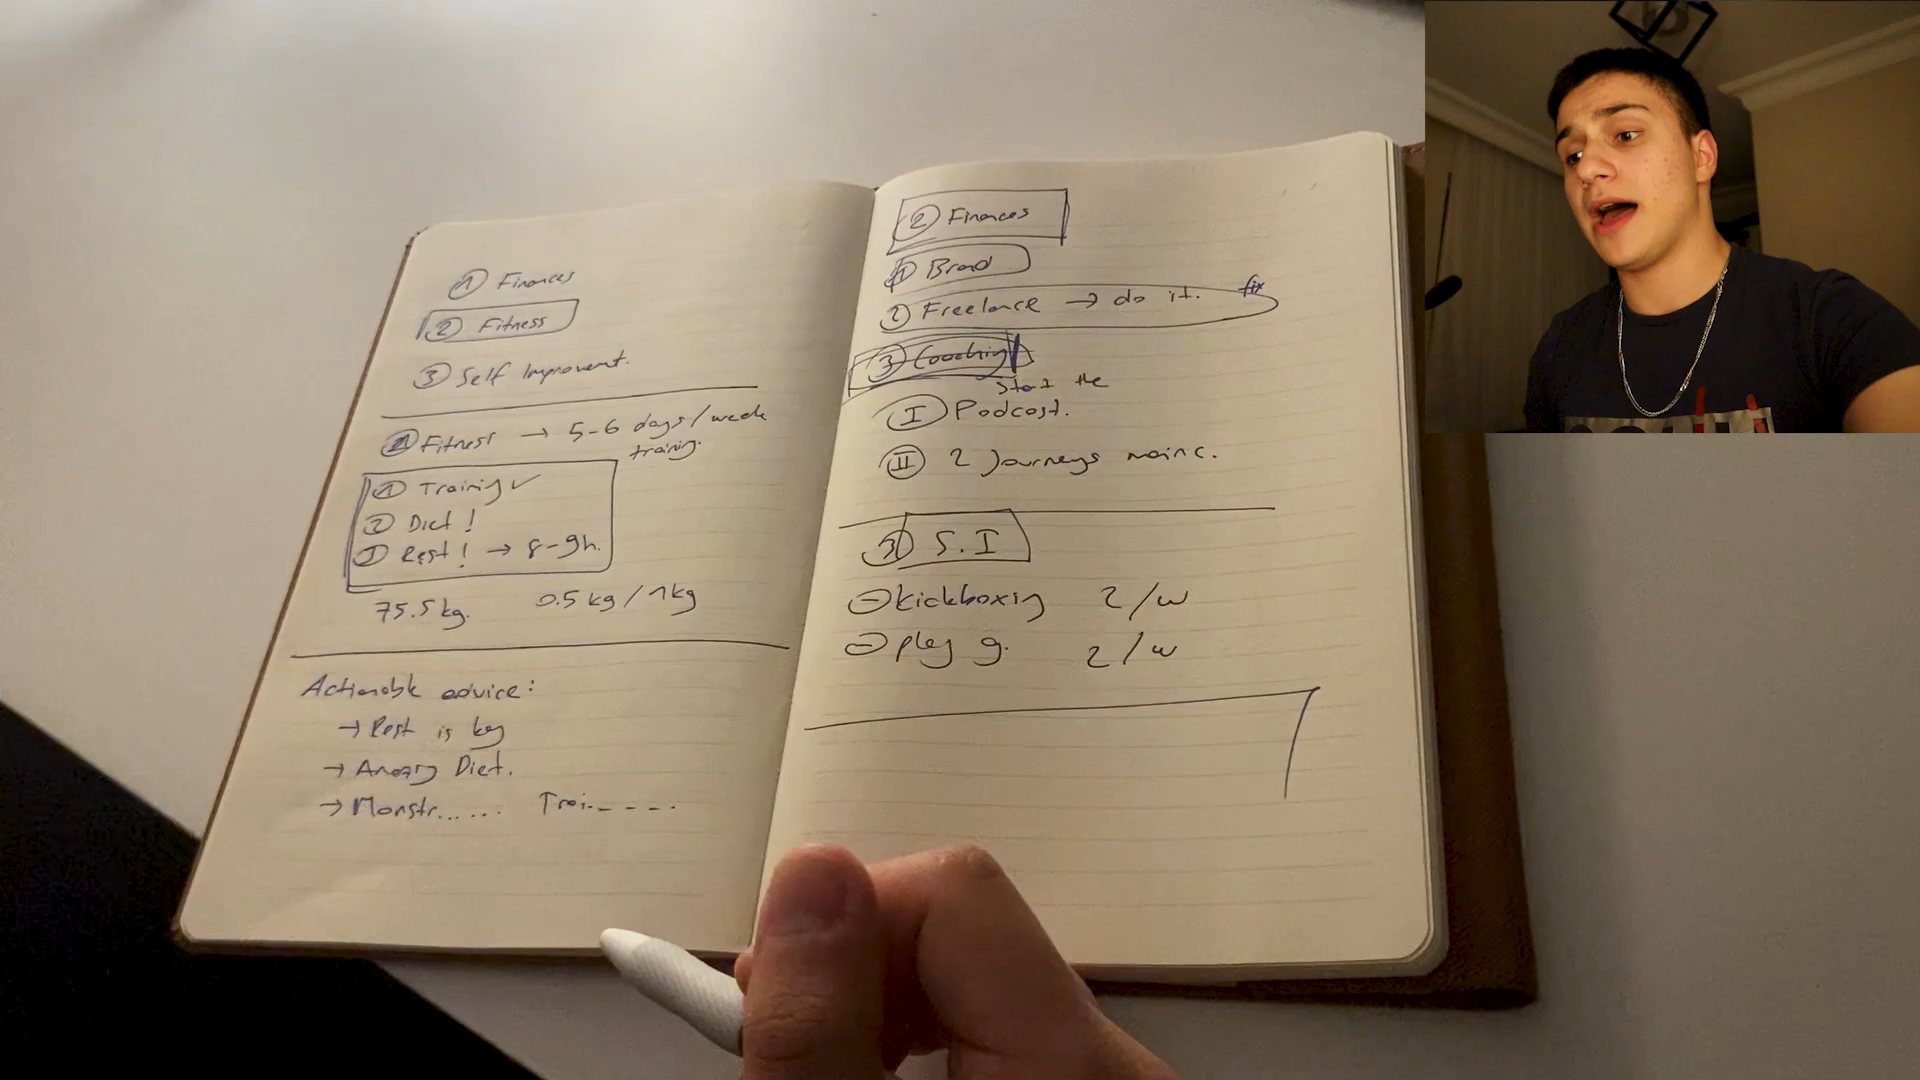 ① Finances
② Fitness
③ Self Improvement.
① Fitness → 5-6 days/week
training.
① Training ✓
② Diet !
③ Rest ! → 8-9h.
75.5 kg. 0.5 kg / 1kg
Actionable advice:
→ Rest is key
→ Diet.
→ Monstr...... Trai.----.
② Finances
① Brand
② Freelance → do it. fix
③ Coaching
Start the
Ⅰ Podcast.
Ⅱ 2 Journeys
③ S.I
- kickboxing 2/w
- play g. 2/w